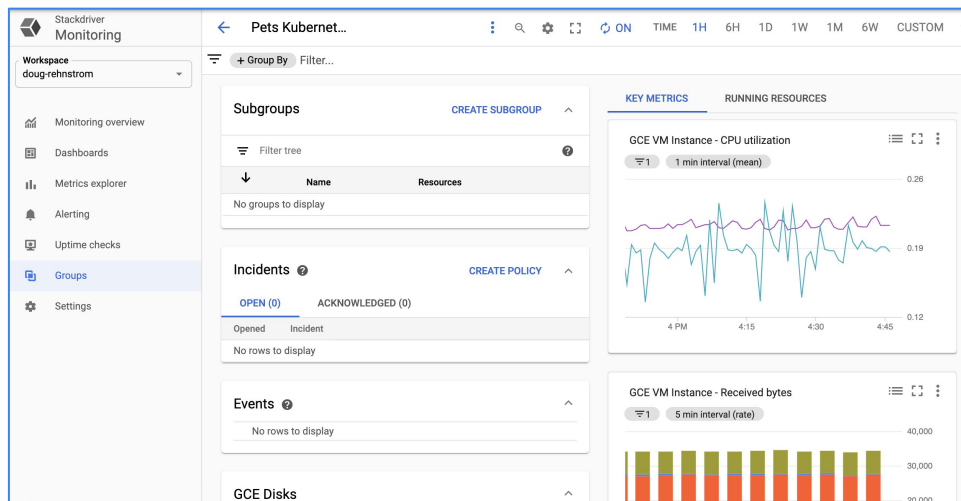 Stackdriver
Monitoring
Pets Kubernet...
ON TIME 1H 6H 1D 1W 1M 6W CUSTOM
Workspace
doug-rehnstrom
+ Group By Filter...
Monitoring overview
Dashboards
Metrics explorer
Alerting
Uptime checks
Groups
Settings
Subgroups CREATE SUBGROUP
Filter tree
Name Resources
No groups to display
Incidents CREATE POLICY
OPEN (0) ACKNOWLEDGED (0)
Opened Incident
No rows to display
Events
No rows to display
GCE Disks
KEY METRICS RUNNING RESOURCES
GCE VM Instance - CPU utilization
1 1 min interval (mean)
0.26
0.19
0.12
4 PM 4:15 4:30 4:45
GCE VM Instance - Received bytes
1 5 min interval (rate)
40,000
30,000
20,000